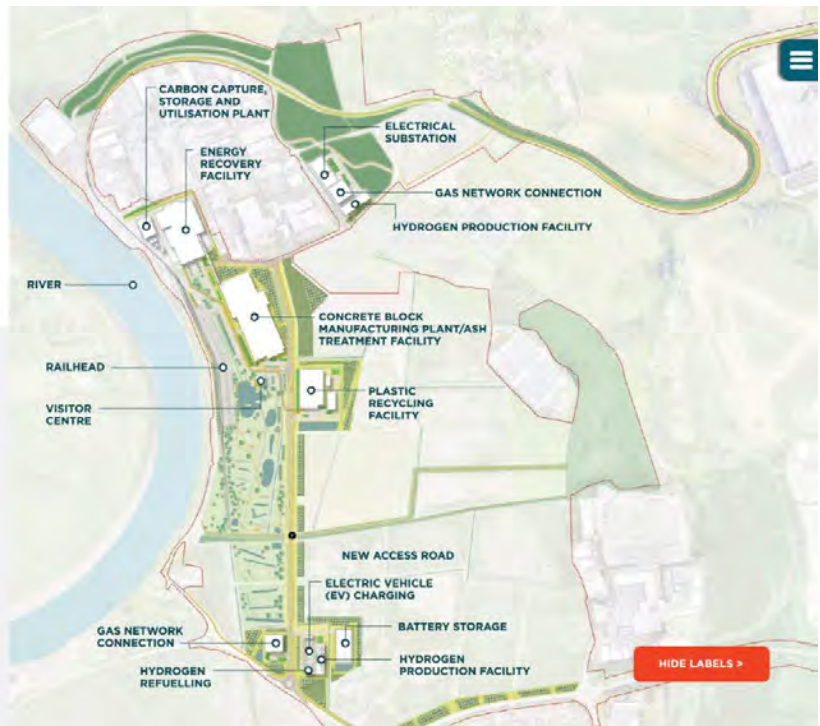 CARBON CAPTURE,
STORAGE AND
UTILISATION PLANT
ENERGY
RECOVERY
FACILITY
ELECTRICAL
SUBSTATION
GAS NETWORK CONNECTION
HYDROGEN PRODUCTION FACILITY
RIVER
CONCRETE BLOCK
MANUFACTURING PLANT/ASH
TREATMENT FACILITY
RAILHEAD
PLASTIC
RECYCLING
FACILITY
VISITOR
CENTRE
NEW ACCESS ROAD
ELECTRIC VEHICLE
(EV) CHARGING
BATTERY STORAGE
GAS NETWORK
CONNECTION
HYDROGEN
PRODUCTION FACILITY
HYDROGEN
REFUELLING
HIDE LABELS >